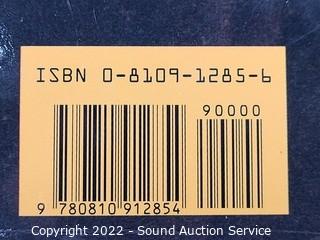 ISBN 0-8109-1285-6
90000
9 780810 912854
Copyright 2022 - Sound Auction Service